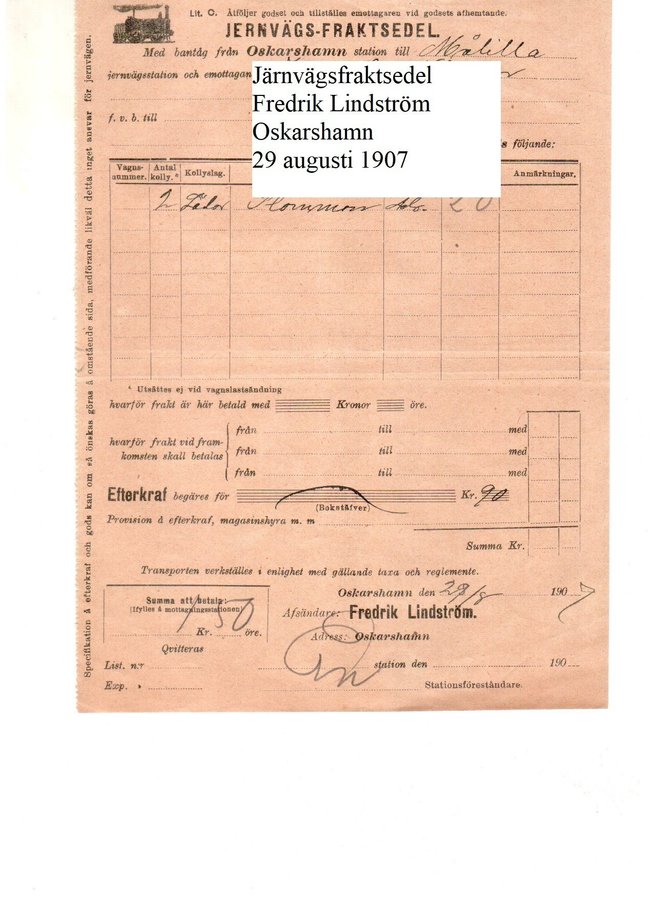 Lit. C. Åtföljer godset och tillställes emottagaren vid godsets afhemtande.
JERNVÄGS-FRAKTSEDEL.
Med bantåg från Oskarshamn station till Målilla
jernvägsstation och emottagan
Järnvägsfraktsedel
Fredrik Lindström
Oskarshamn
29 augusti 1907
f. v. b. till
följande:
Vagns-nummer. Antal kolly.* Kollyslag. Anmärkningar.
2 Lådor 20
* Utsättes ej vid vagnslastsändning
hvarför frakt är här betald med Kronor öre.
hvarför frakt vid fram-
komsten skall betalas
från till med
från till med
från till med
Efterkraf begäres för Kr. 90
(Bokstäfver)
Provision å efterkraf, magasinshyra m. m
Summa Kr.
Transporten verkställes i enlighet med gällande taxa och reglemente.
Oskarshamn den 29/8 1907
Summa att betala:
(Ifylles å mottagningsstationen)
1 50
Kr. öre.
Qvitteras
Afsändare: Fredrik Lindström.
Adress: Oskarshamn
List. n:r station den 190
Exp. Stationsföreståndare.
Specifikation å efterkraf och gods kan om så önskas göras å omstående sida, medförande likväl detta inget ansvar för jernvägen.